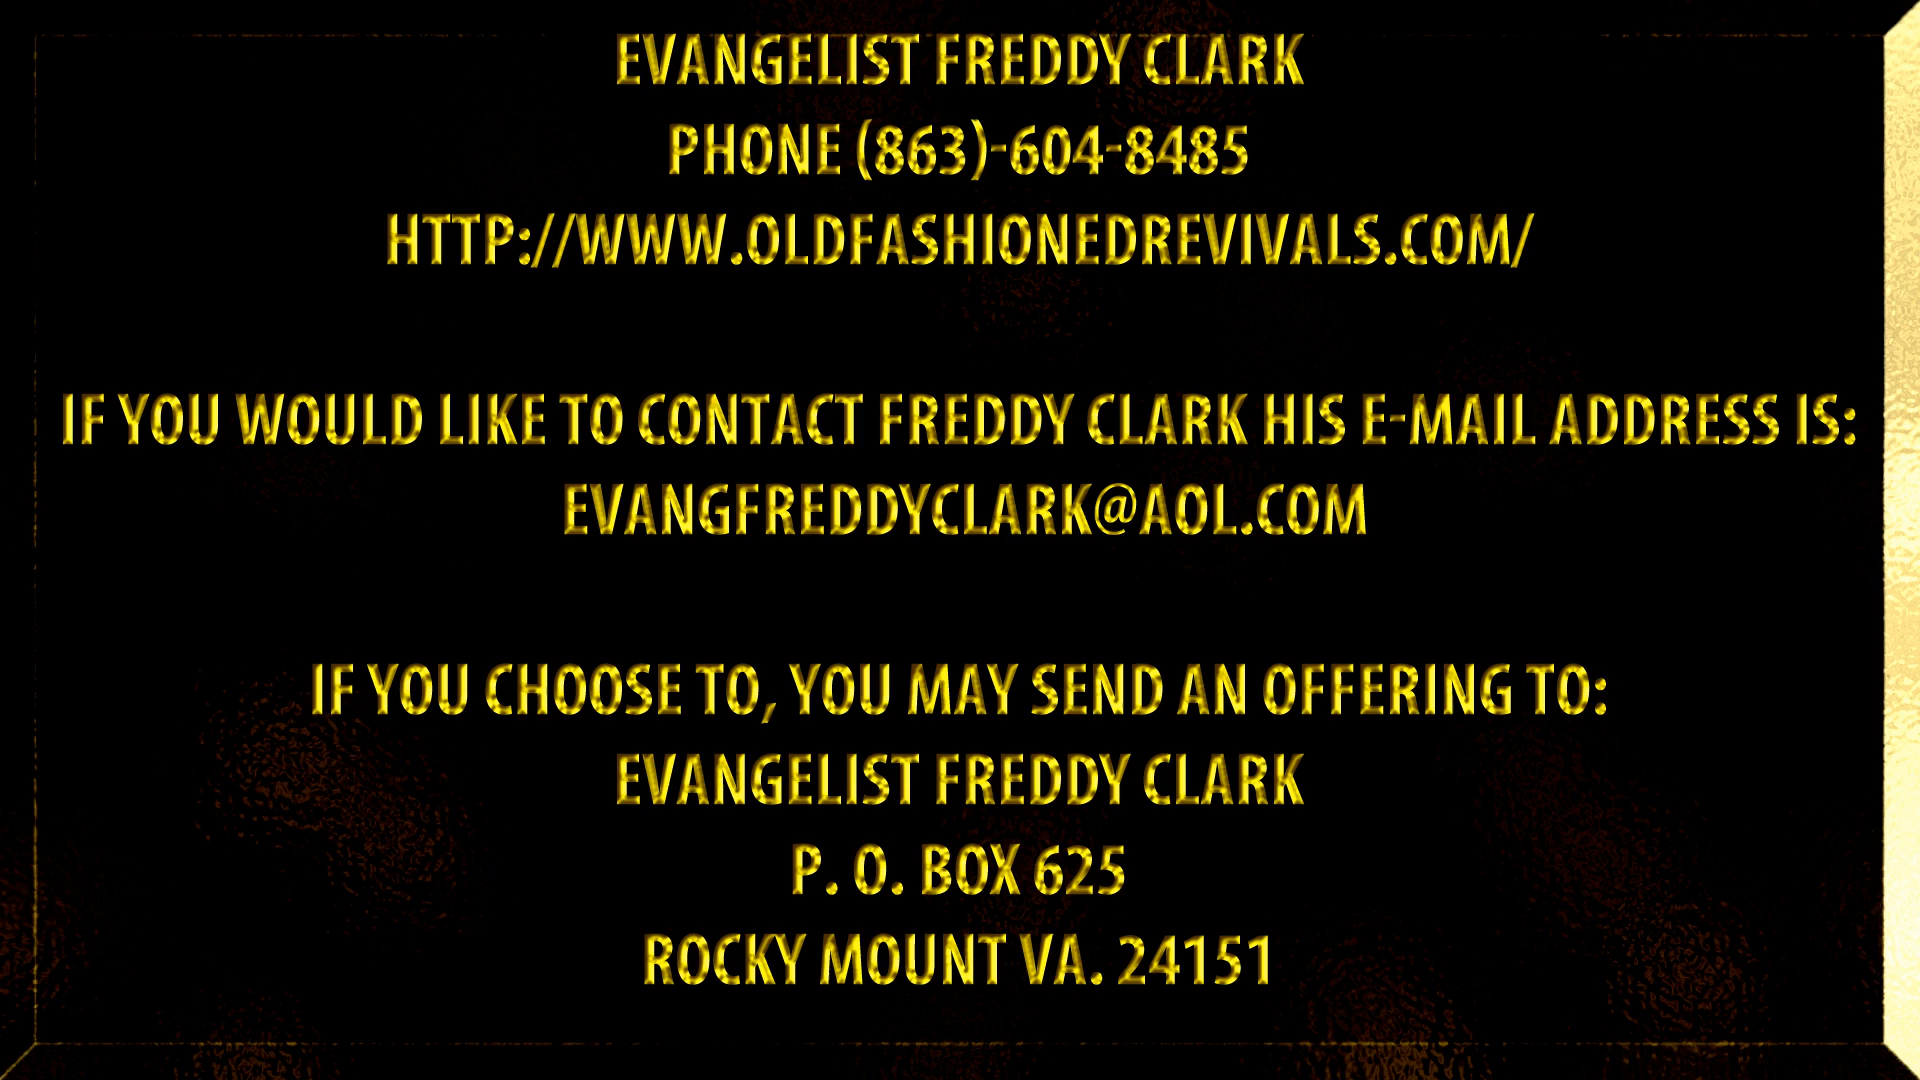 EVANGELIST FREDDY CLARK
PHONE (863)-604-8485
HTTP://WWW.OLDFASHIONEDREVIVALS.COM/
IF YOU WOULD LIKE TO CONTACT FREDDY CLARK HIS E-MAIL ADDRESS IS:
EVANGFREDDYCLARK@AOL.COM
IF YOU CHOOSE TO, YOU MAY SEND AN OFFERING TO:
EVANGELIST FREDDY CLARK
P. O. BOX 625
ROCKY MOUNT VA. 24151